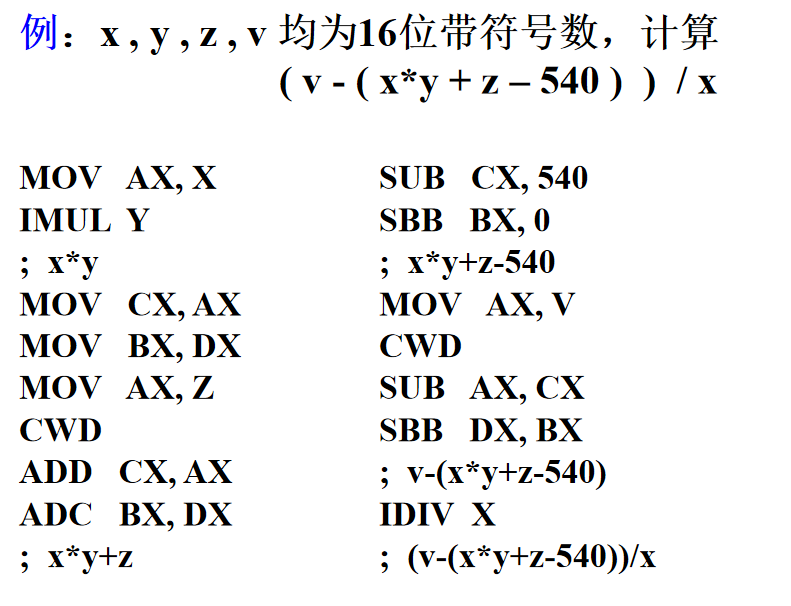 例：x , y , z , v 均为16位带符号数，计算
( v - ( x*y + z – 540 ) ) / x
MOV AX, X
IMUL Y
; x*y
MOV CX, AX
MOV BX, DX
MOV AX, Z
CWD
ADD CX, AX
ADC BX, DX
; x*y+z
SUB CX, 540
SBB BX, 0
; x*y+z-540
MOV AX, V
CWD
SUB AX, CX
SBB DX, BX
; v-(x*y+z-540)
IDIV X
; (v-(x*y+z-540))/x